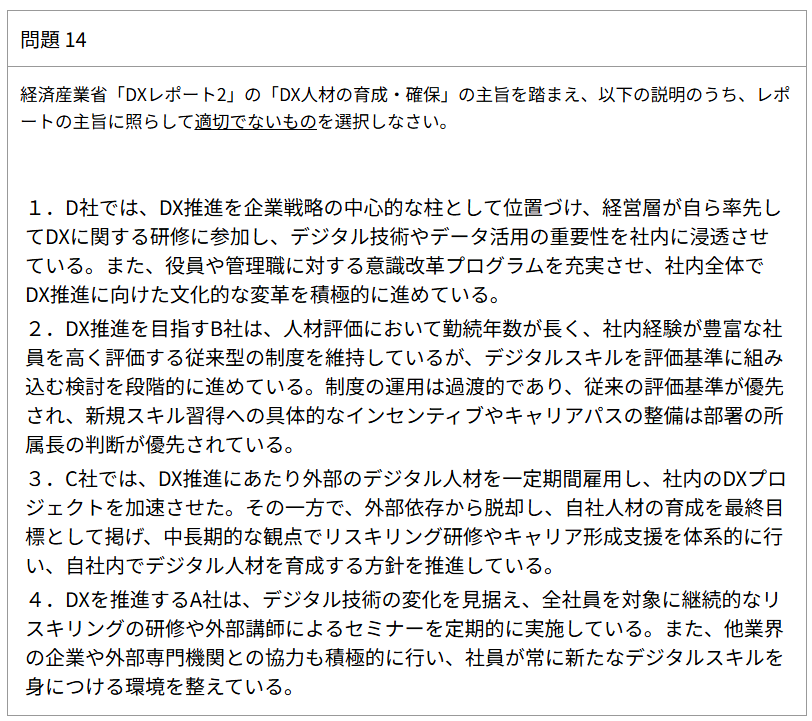 問題 14
経済産業省「DXレポート2」の「DX人材の育成・確保」の主旨を踏まえ、以下の説明のうち、レポ
ートの主旨に照らして適切でないものを選択しなさい。
１．D社では、DX推進を企業戦略の中心的な柱として位置づけ、経営層が自ら率先し
てDXに関する研修に参加し、デジタル技術やデータ活用の重要性を社内に浸透させ
ている。また、役員や管理職に対する意識改革プログラムを充実させ、社内全体で
DX推進に向けた文化的な変革を積極的に進めている。
２．DX推進を目指すB社は、人材評価において勤続年数が長く、社内経験が豊富な社
員を高く評価する従来型の制度を維持しているが、デジタルスキルを評価基準に組み
込む検討を段階的に進めている。制度の運用は過渡的であり、従来の評価基準が優先
され、新規スキル習得への具体的なインセンティブやキャリアパスの整備は部署の所
属長の判断が優先されている。
３．C社では、DX推進にあたり外部のデジタル人材を一定期間雇用し、社内のDXプロ
ジェクトを加速させた。その一方で、外部依存から脱却し、自社人材の育成を最終目
標として掲げ、中長期的な観点でリスキリング研修やキャリア形成支援を体系的に行
い、自社内でデジタル人材を育成する方針を推進している。
４．DXを推進するA社は、デジタル技術の変化を見据え、全社員を対象に継続的なリ
スキリングの研修や外部講師によるセミナーを定期的に実施している。また、他業界
の企業や外部専門機関との協力も積極的に行い、社員が常に新たなデジタルスキルを
身につける環境を整えている。